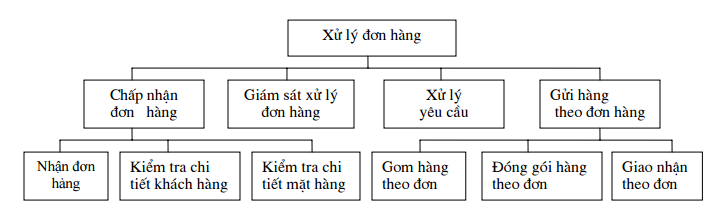 Xử lý đơn hàng
Chấp nhận
đơn hàng
Giám sát xử lý
đơn hàng
Xử lý
yêu cầu
Gửi hàng
theo đơn hàng
Nhận đơn
hàng
Kiểm tra chi
tiết khách hàng
Kiểm tra chi
tiết mặt hàng
Gom hàng
theo đơn
Đóng gói hàng
theo đơn
Giao nhận
theo đơn